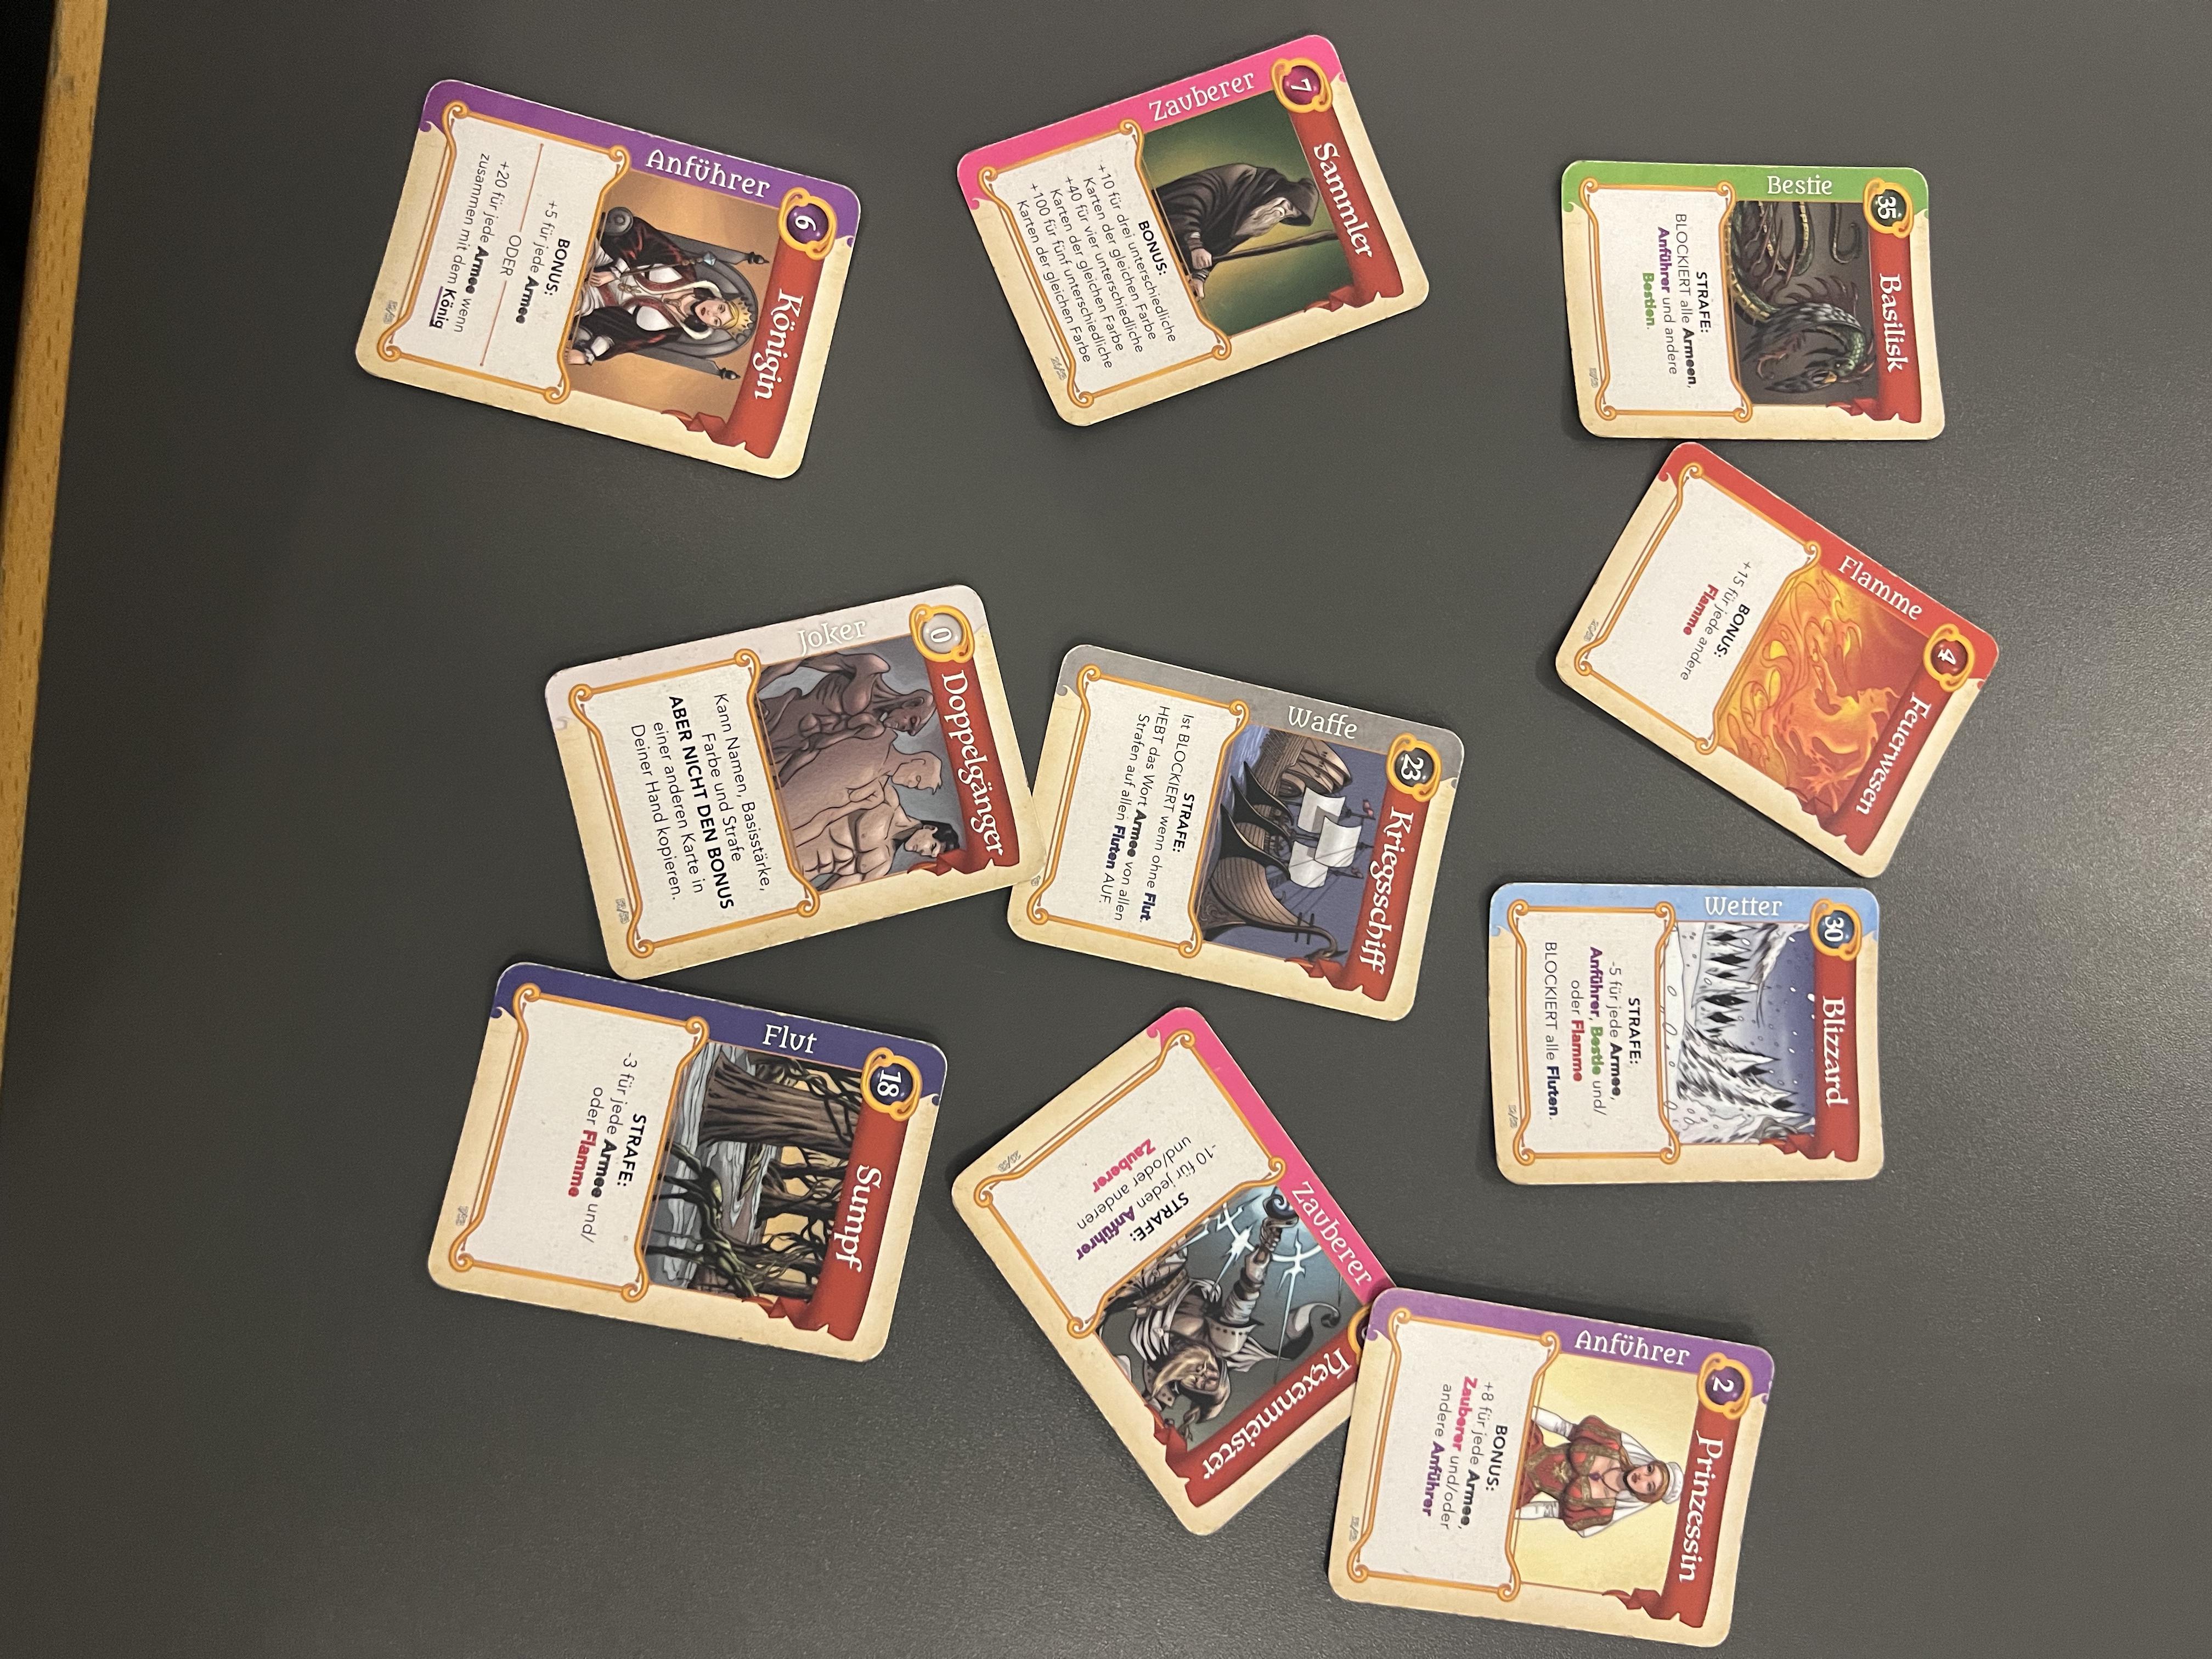 6
Anführer
Königin
BONUS:
+5 für jede Armee
ODER
+20 für jede Armee wenn
zusammen mit dem König
7
Zauberer
Sammler
BONUS:
+10 für drei unterschiedliche
Karten der gleichen Farbe
+40 für vier unterschiedliche
Karten der gleichen Farbe
+100 für fünf unterschiedliche
Karten der gleichen Farbe
35
Bestie
Basilisk
STRAFE:
BLOCKIERT alle Armeen,
Anführer und andere
Bestien.
4
Flamme
Feuerwesen
BONUS:
+15 für jede andere
Flamme
0
Joker
Doppelgänger
Kann Namen, Basisstärke,
Farbe und Strafe
ABER NICHT DEN BONUS
einer anderen Karte in
Deiner Hand kopieren.
23
Waffe
Kriegsschiff
STRAFE:
Ist BLOCKIERT wenn ohne Flut.
HEBT das Wort Armee von allen
Strafen auf allen Fluten AUF.
30
Wetter
Blizzard
STRAFE:
-5 für jede Armee,
Anführer, Bestie und/
oder Flamme
BLOCKIERT alle Fluten.
18
Flut
Sumpf
STRAFE:
-3 für jede Armee und/
oder Flamme
Zauberer
Hexenmeister
STRAFE:
-10 für jeden Anführer
und/oder anderen
Zauberer
2
Anführer
Prinzessin
BONUS:
+8 für jede Armee,
Zauberer und/oder
andere Anführer